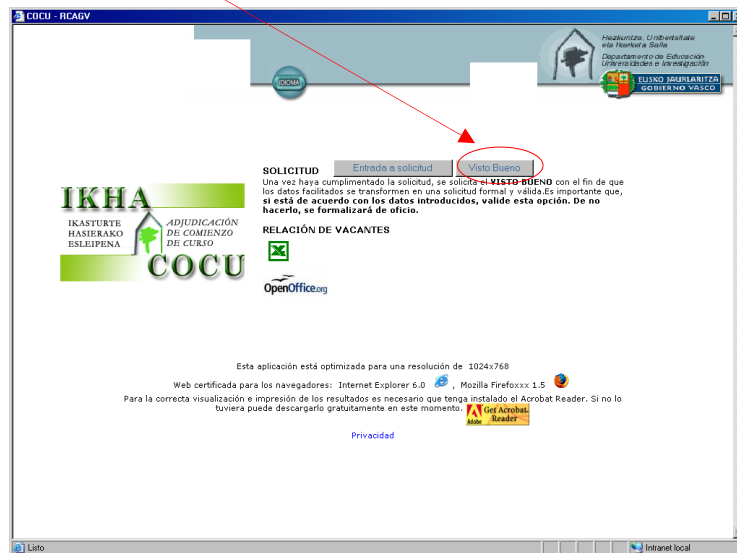 COCU - RCAGV
Hezkuntza, Unibertsitate
eta Ikerketa Saila
Departamento de Educación
Universidades e Investigación
EUSKO JAURLARITZA
GOBIERNO VASCO
IDIOMA
SOLICITUD
Entrada a solicitud
Visto Bueno
Una vez haya cumplimentado la solicitud, se solicita el VISTO BUENO con el fin de que
los datos facilitados se transformen en una solicitud formal y válida.Es importante que,
si está de acuerdo con los datos introducidos, valide esta opción. De no
hacerlo, se formalizará de oficio.
IKHA
IKASTURTE
HASIERAKO
ESLEIPENA
ADJUDICACIÓN
DE COMIENZO
DE CURSO
COCU
RELACIÓN DE VACANTES
OpenOffice.org
Esta aplicación está optimizada para una resolución de 1024x768
Web certificada para los navegadores: Internet Explorer 6.0 , Mozilla Firefoxxx 1.5
Para la correcta visualización e impresión de los resultados es necesario que tenga instalado el Acrobat Reader. Si no lo
tuviera puede descargarlo gratuitamente en este momento.
Get Acrobat
Reader
Adobe
Privacidad
Listo
Intranet local